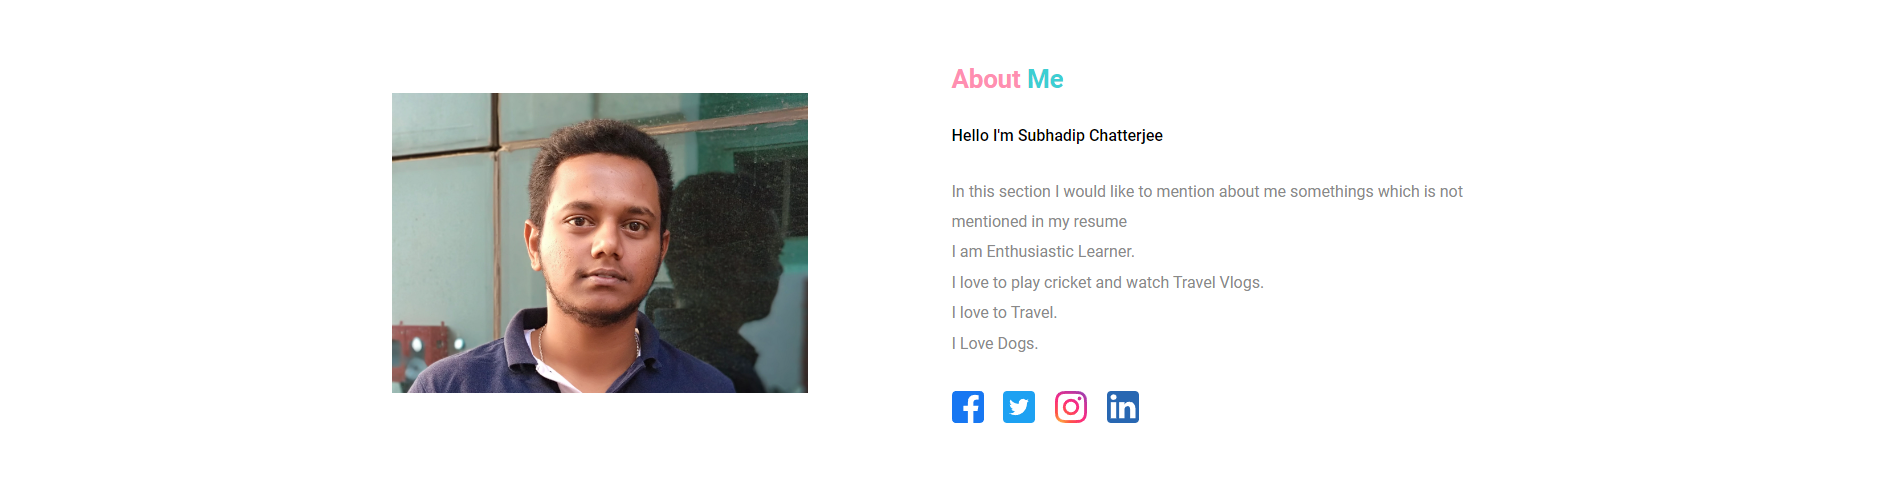 About Me
Hello I'm Subhadip Chatterjee
In this section I would like to mention about me somethings which is not
mentioned in my resume
I am Enthusiastic Learner.
I love to play cricket and watch Travel Vlogs.
I love to Travel.
I Love Dogs.